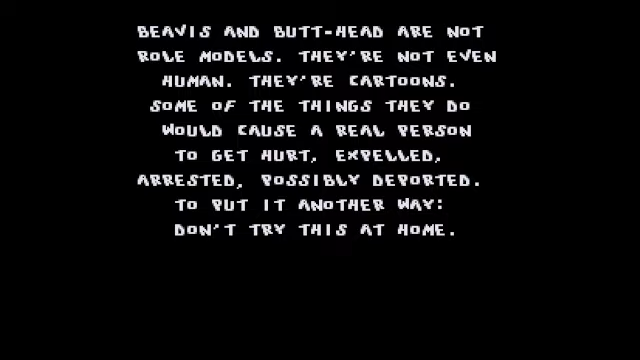 BEAVIS AND BUTT-HEAD ARE NOT
ROLE MODELS. THEY'RE NOT EVEN
HUMAN. THEY'RE CARTOONS.
SOME OF THE THINGS THEY DO
WOULD CAUSE A REAL PERSON
TO GET HURT, EXPELLED,
ARRESTED, POSSIBLY DEPORTED.
TO PUT IT ANOTHER WAY:
DON'T TRY THIS AT HOME.